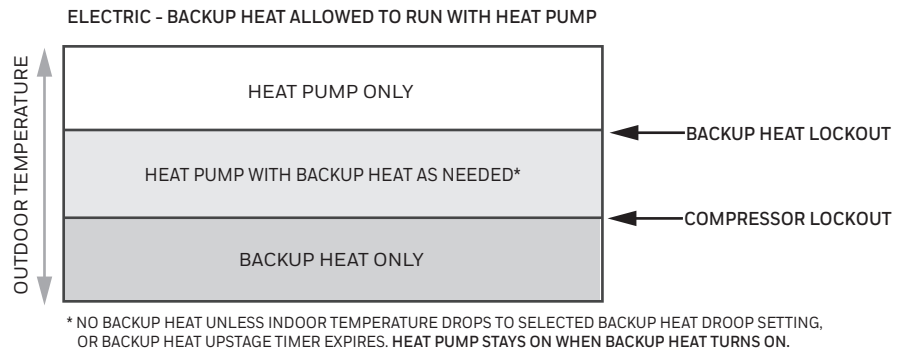 ELECTRIC - BACKUP HEAT ALLOWED TO RUN WITH HEAT PUMP
OUTDOOR TEMPERATURE
HEAT PUMP ONLY
BACKUP HEAT LOCKOUT
HEAT PUMP WITH BACKUP HEAT AS NEEDED*
COMPRESSOR LOCKOUT
BACKUP HEAT ONLY
* NO BACKUP HEAT UNLESS INDOOR TEMPERATURE DROPS TO SELECTED BACKUP HEAT DROOP SETTING,
OR BACKUP HEAT UPSTAGE TIMER EXPIRES. HEAT PUMP STAYS ON WHEN BACKUP HEAT TURNS ON.